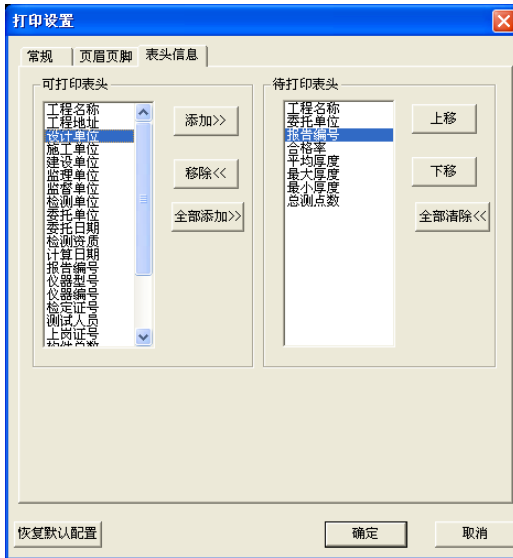 打印设置
常规
页眉页脚
表头信息
可打印表头
工程名称
工程地址
设计单位
施工单位
建设单位
监理单位
监督单位
检测单位
委托单位
委托日期
检测资质
计算日期
报告编号
仪器型号
仪器编号
检定证号
测试人员
上岗证号
构件总数
添加>>
移除<<
全部添加>>
待打印表头
工程名称
委托单位
报告编号
合格率
平均厚度
最大厚度
最小厚度
总测点数
上移
下移
全部清除<<
恢复默认配置
确定
取消